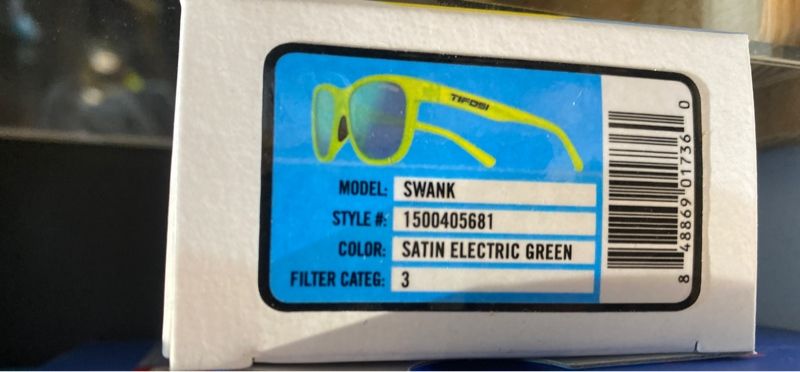 TIFOSI
MODEL: SWANK
STYLE #: 1500405681
COLOR: SATIN ELECTRIC GREEN
FILTER CATEG: 3
8 48869 01736 0